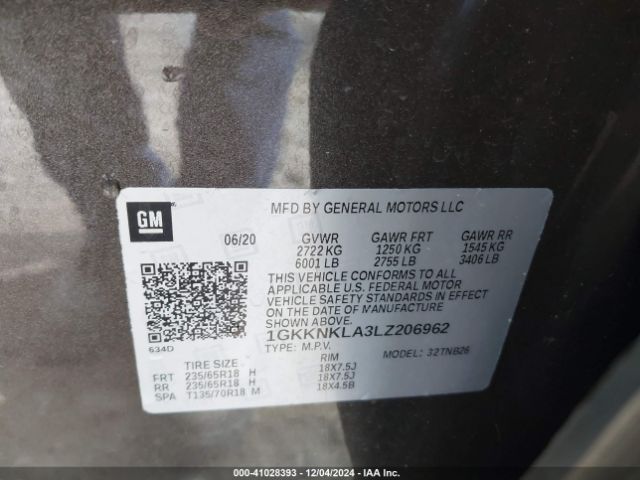 GM
MFD BY GENERAL MOTORS LLC
06/20 GVWR GAWR FRT GAWR RR
2722 KG 1250 KG 1545 KG
6001 LB 2755 LB 3406 LB
THIS VEHICLE CONFORMS TO ALL
APPLICABLE U.S. FEDERAL MOTOR
VEHICLE SAFETY STANDARDS IN EFFECT
ON THE DATE OF MANUFACTURE
SHOWN ABOVE.
1GKKNKLA3LZ206962
634D TYPE: M.P.V. MODEL: 32TNB26
TIRE SIZE: RIM
FRT 235/65R18 H 18X7.5J
RR 235/65R18 H 18X7.5J
SPA T135/70R18 M 18X4.5B
000-41028393 - 12/04/2024 - IAA Inc.